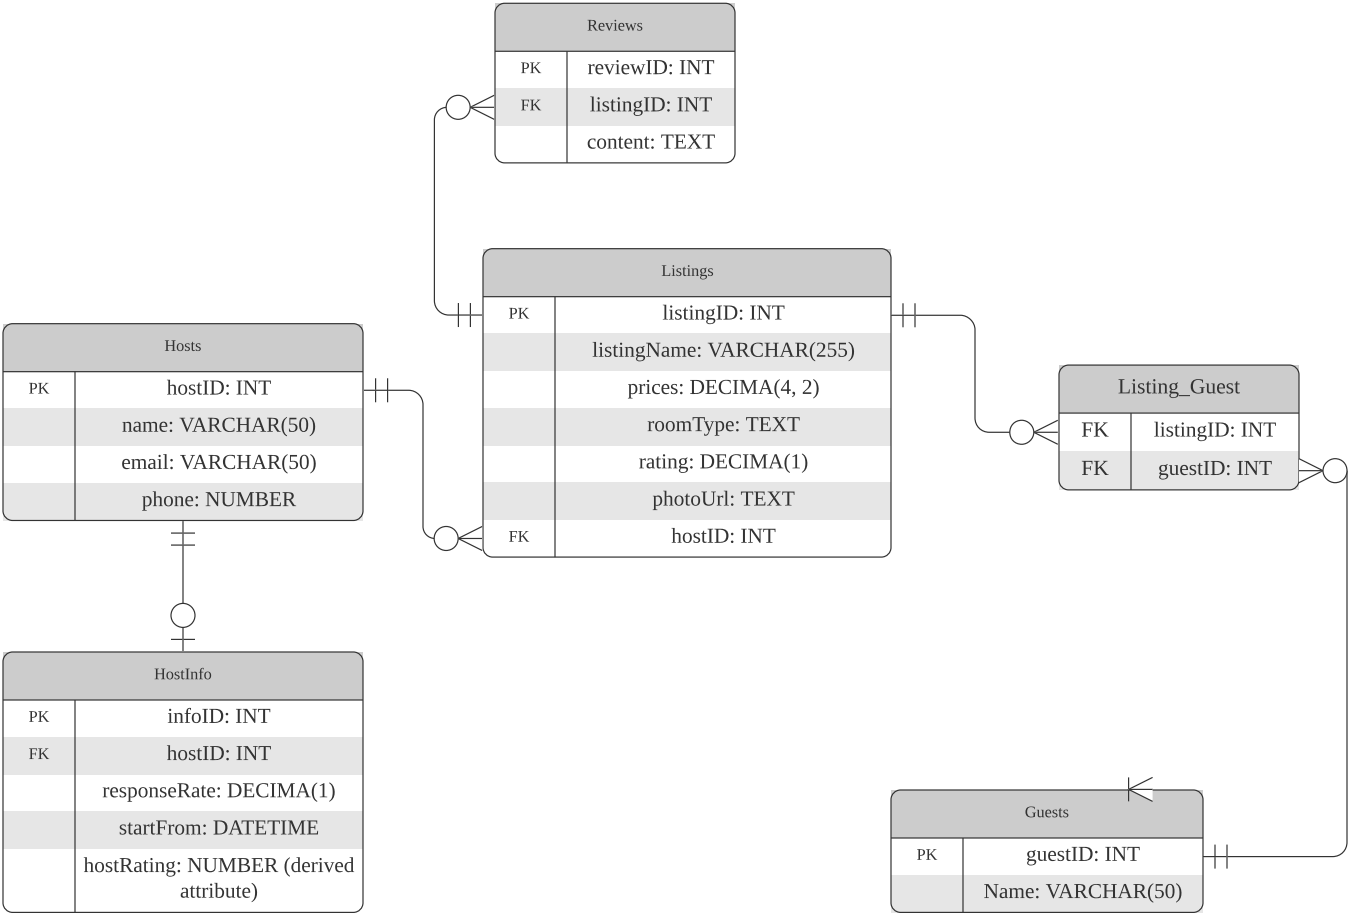 Reviews
PK reviewID: INT
FK listingID: INT
content: TEXT
Listings
PK listingID: INT
listingName: VARCHAR(255)
prices: DECIMA(4, 2)
roomType: TEXT
rating: DECIMA(1)
photoUrl: TEXT
FK hostID: INT
Hosts
PK hostID: INT
name: VARCHAR(50)
email: VARCHAR(50)
phone: NUMBER
Listing_Guest
FK listingID: INT
FK guestID: INT
HostInfo
PK infoID: INT
FK hostID: INT
responseRate: DECIMA(1)
startFrom: DATETIME
hostRating: NUMBER (derived
attribute)
Guests
PK guestID: INT
Name: VARCHAR(50)